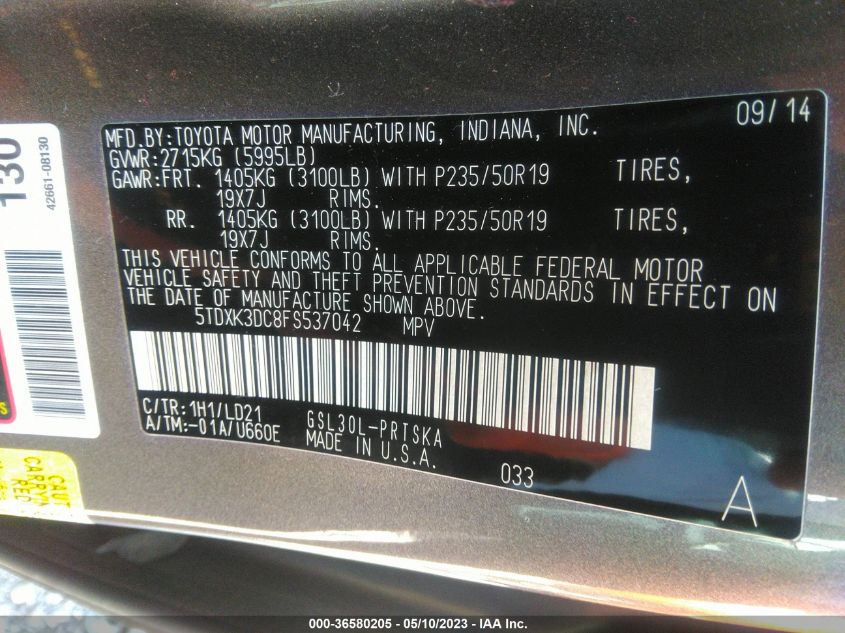 130
42661-08130
MFD.BY:TOYOTA MOTOR MANUFACTURING, INDIANA, INC. 09/14
GVWR:2715KG (5995LB)
GAWR:FRT. 1405KG (3100LB) WITH P235/50R19 TIRES,
19X7J RIMS.
RR. 1405KG (3100LB) WITH P235/50R19 TIRES,
19X7J RIMS.
THIS VEHICLE CONFORMS TO ALL APPLICABLE FEDERAL MOTOR
VEHICLE SAFETY AND THEFT PREVENTION STANDARDS IN EFFECT ON
THE DATE OF MANUFACTURE SHOWN ABOVE.
5TDXK3DC8FS537042 MPV
C/TR:1H1/LD21 GSL30L-PRTSKA
A/TM:-01A/U660E MADE IN U.S.A.
033
A
CAUT
CARRYIN
RED
000-36580205 - 05/10/2023 - IAA Inc.